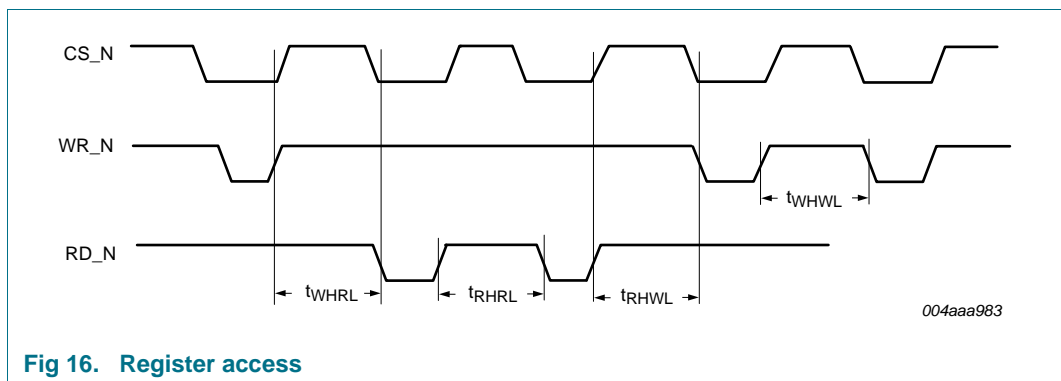 CS_N
WR_N
tWHWL
RD_N
tWHRL
tRHRL
tRHWL
004aaa983
Fig 16. Register access